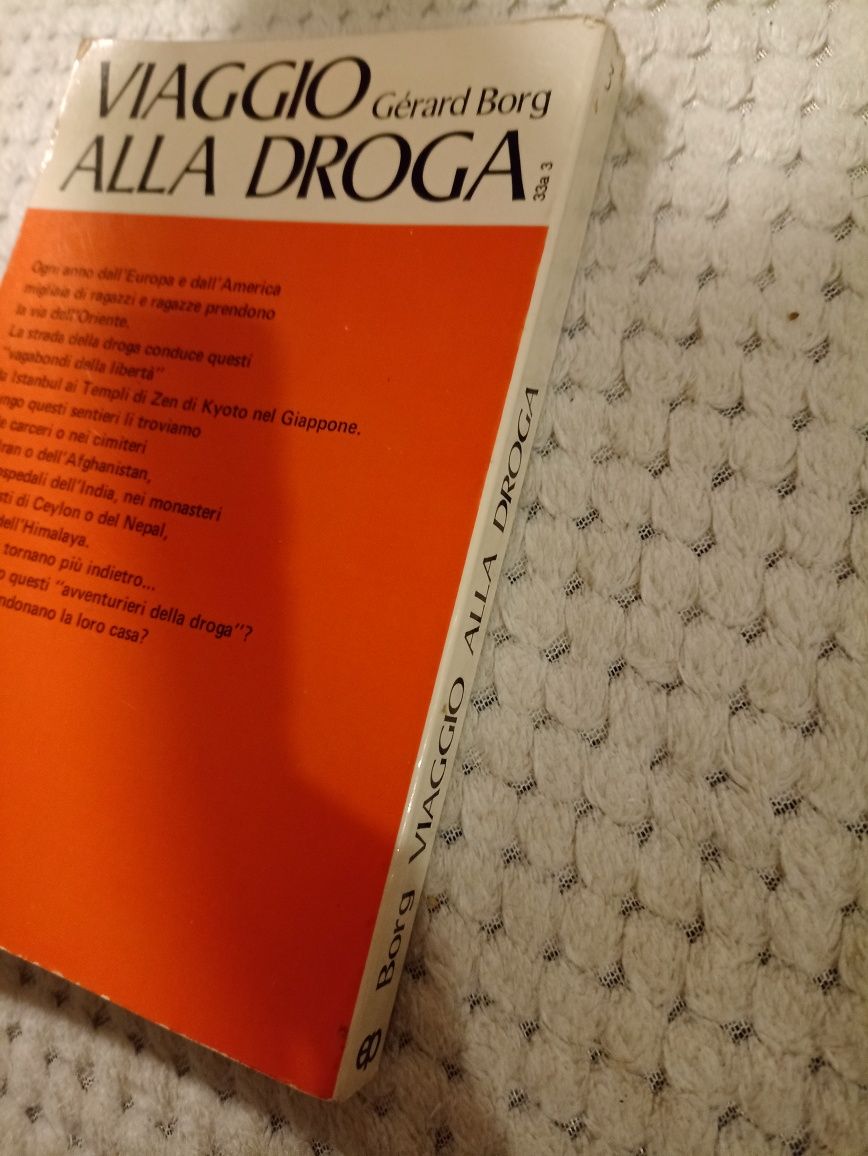 VIAGGIO Gérard Borg
ALLA DROGA
33a 3
Ogni anno dall'Europa e dall'America
migliaia di ragazzi e ragazze prendono
la via dell'Oriente.
La strada della droga conduce questi
"vagabondi della libertà"
Istanbul ai Templi di Zen di Kyoto nel Giappone.
questi sentieri li troviamo
carceri o nei cimiteri
o dell'Afghanistan,
ospedali dell'India, nei monasteri
di Ceylon o del Nepal,
dell'Himalaya.
tornano più indietro...
questi "avventurieri della droga"?
la loro casa?
Borg VIAGGIO ALLA DROGA